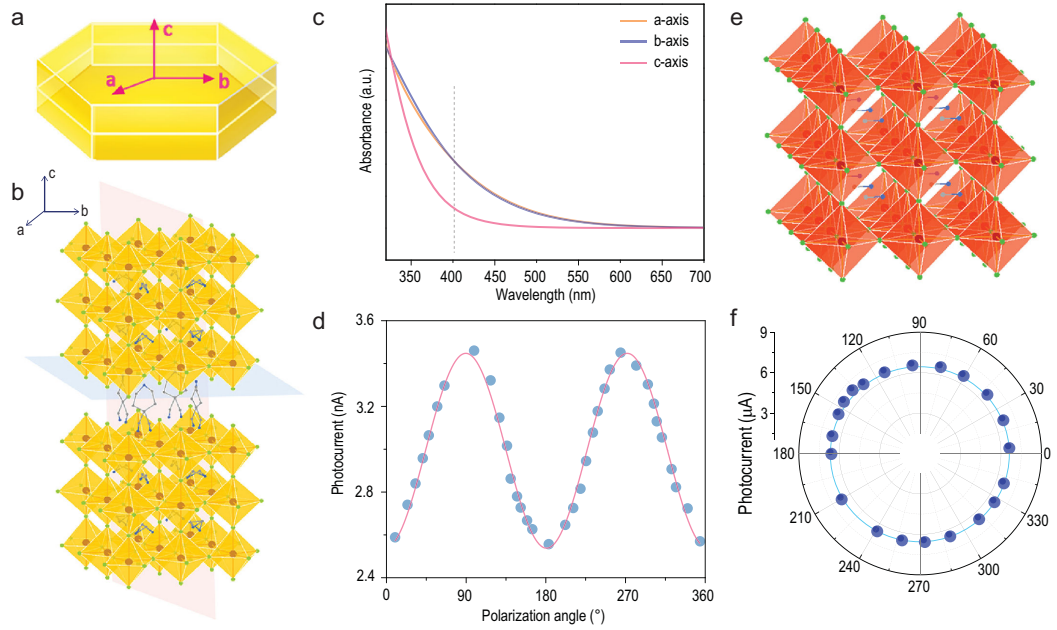 a
c
a
b
b
c
b
a
c
Absorbance (a.u.)
a-axis
b-axis
c-axis
350 400 450 500 550 600 650 700
Wavelength (nm)
d
Photocurrent (nA)
3.6
3.2
2.8
2.4
0 90 180 270 360
Polarization angle (°)
e
f
Photocurrent (μA)
9
6
3
90
120 60
150 30
180 0
210 330
240 300
270